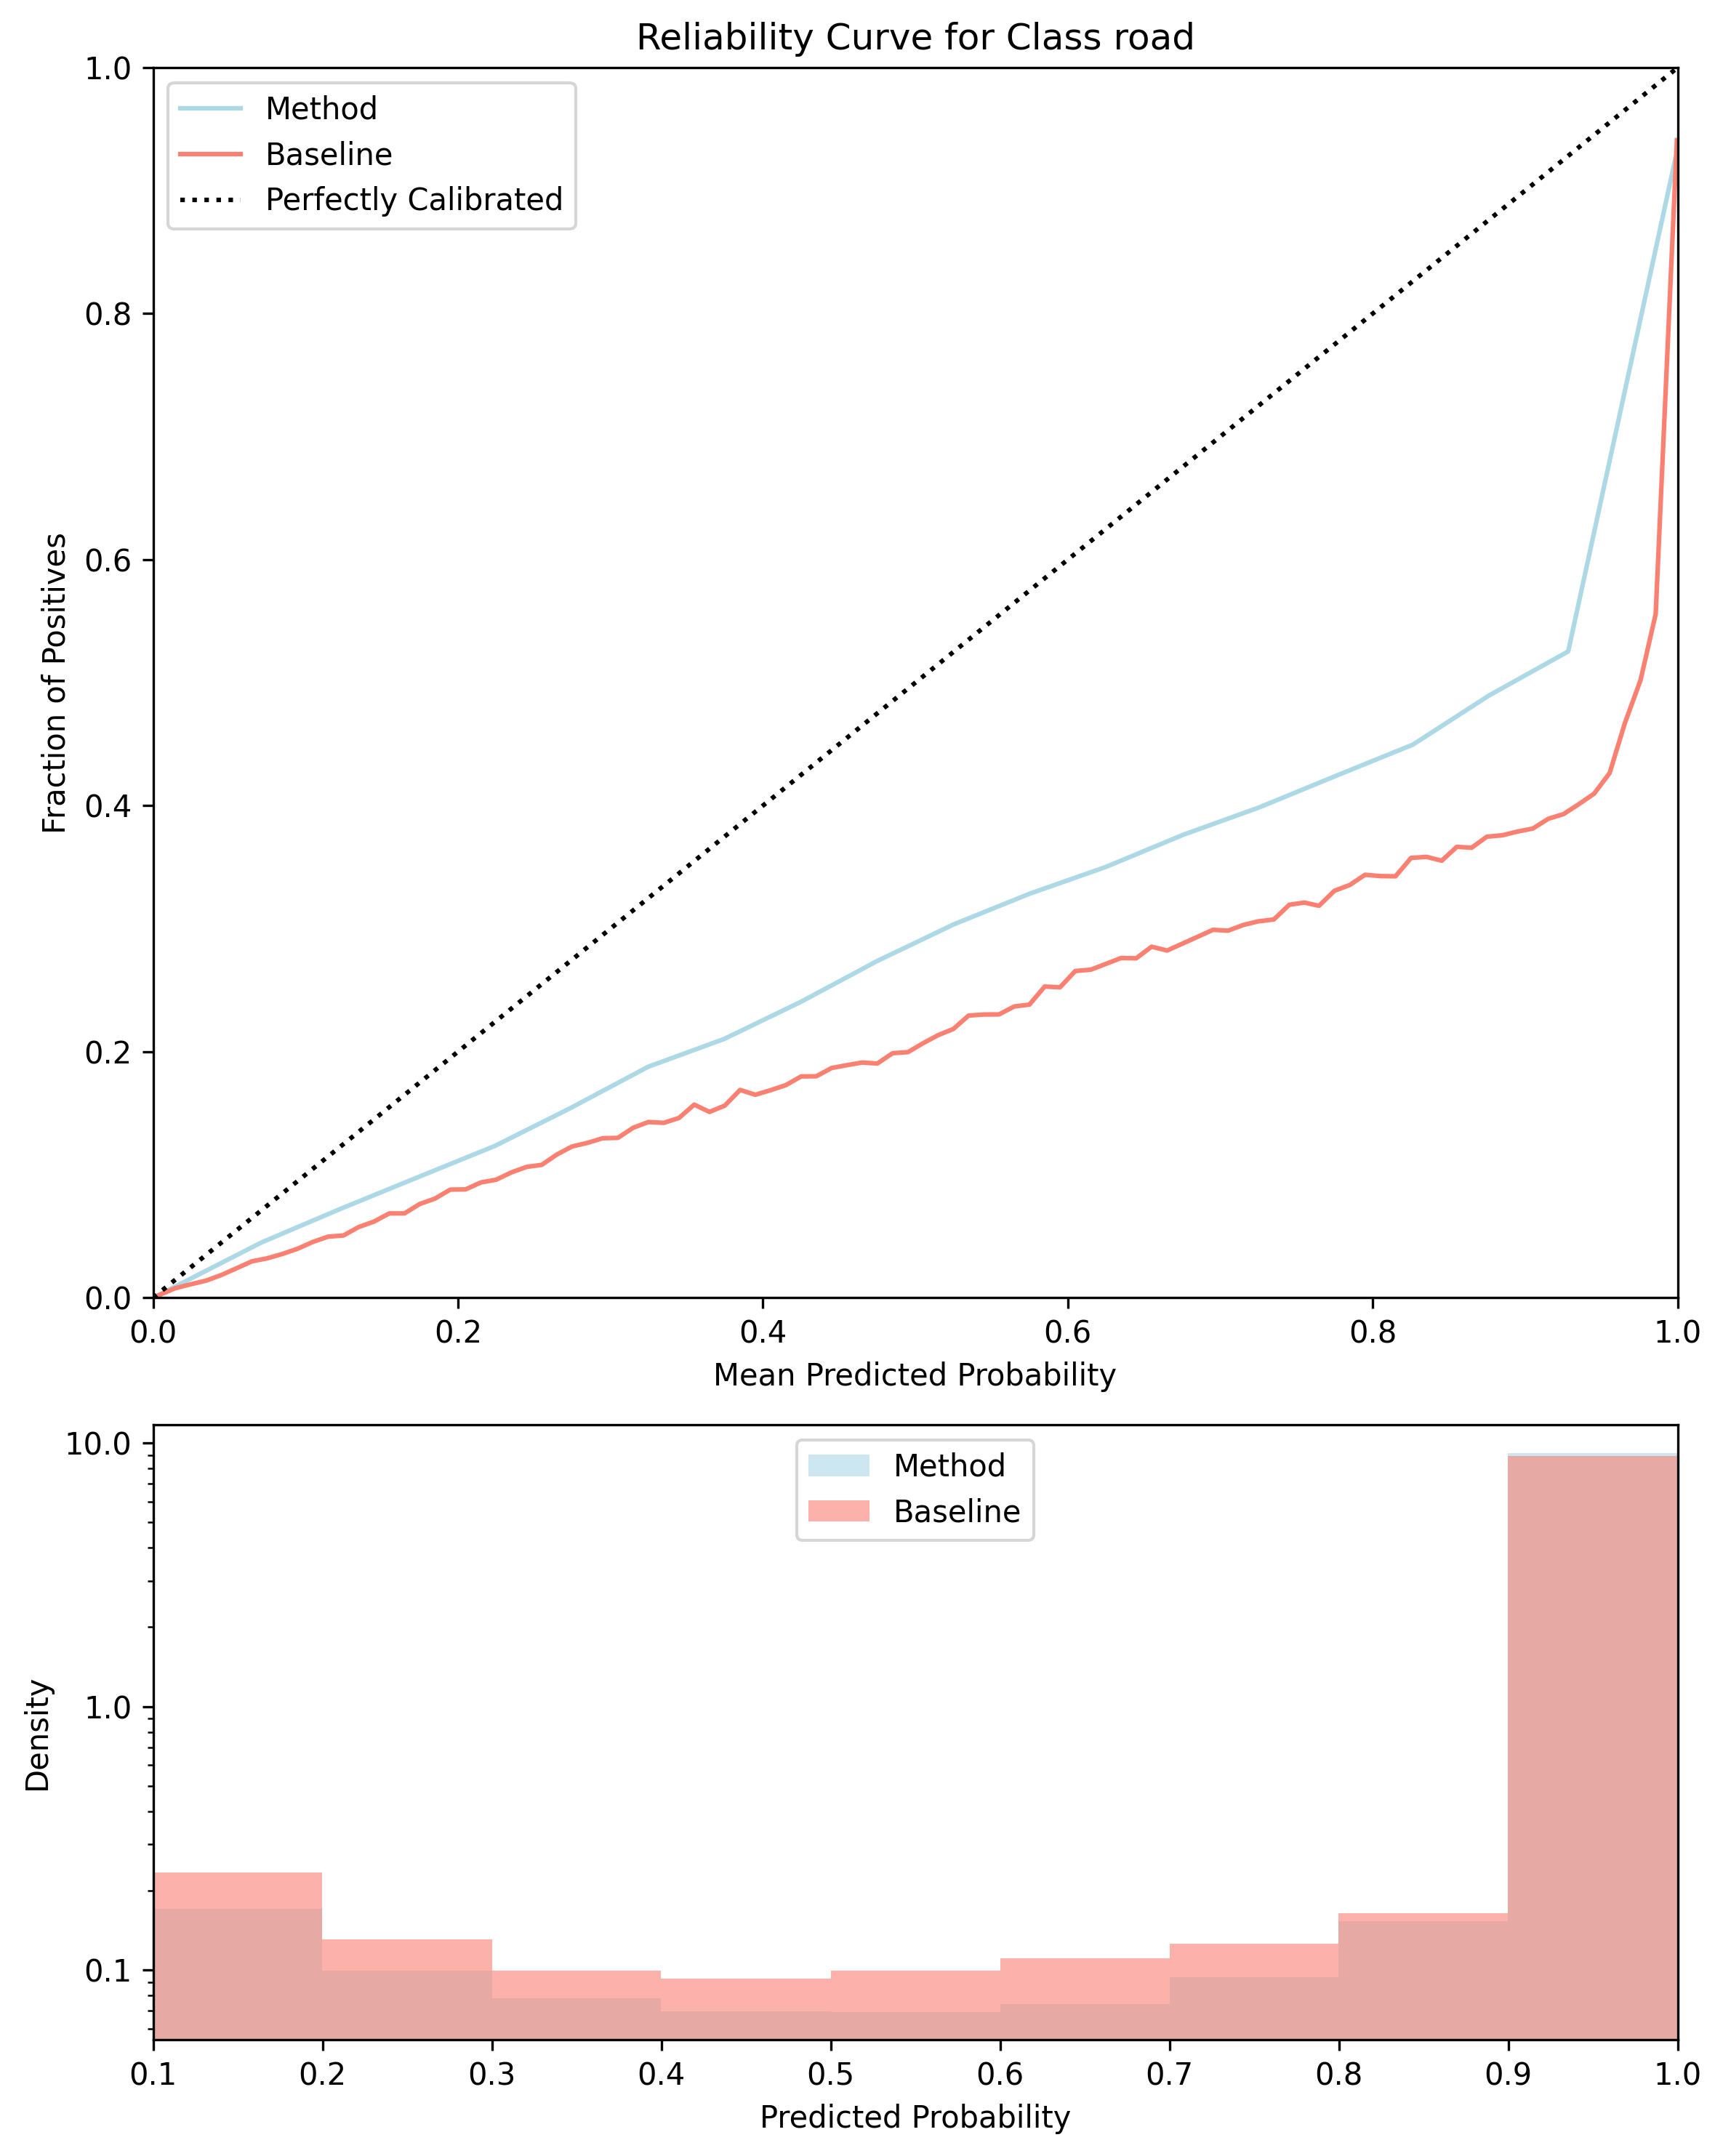 Reliability Curve for Class road
1.0
0.8
0.6
0.4
0.2
0.0
Fraction of Positives
Method
Baseline
Perfectly Calibrated
0.0 0.2 0.4 0.6 0.8 1.0
Mean Predicted Probability
10.0
1.0
0.1
Density
Method
Baseline
0.1 0.2 0.3 0.4 0.5 0.6 0.7 0.8 0.9 1.0
Predicted Probability